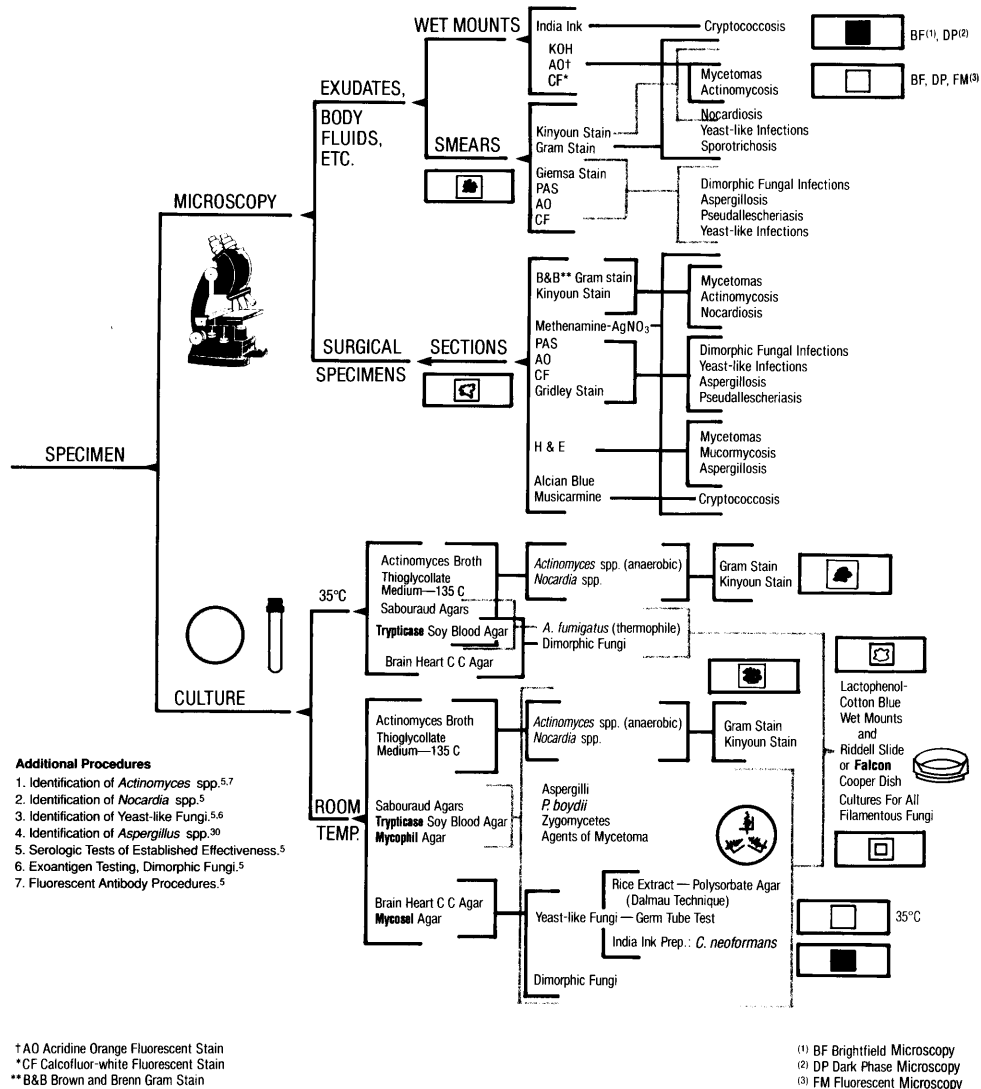 SPECIMEN
MICROSCOPY
EXUDATES,
BODY
FLUIDS,
ETC.
WET MOUNTS
India Ink
KOH
AO†
CF*
Cryptococcosis
Mycetomas
Actinomycosis
Nocardiosis
Yeast-like Infections
Sporotrichosis
BF(1), DP(2)
BF, DP, FM(3)
SMEARS
Kinyoun Stain
Gram Stain
Giemsa Stain
PAS
AO
CF
Dimorphic Fungal Infections
Aspergillosis
Pseudallescheriasis
Yeast-like Infections
SURGICAL
SPECIMENS
SECTIONS
B&B** Gram stain
Kinyoun Stain
Mycetomas
Actinomycosis
Nocardiosis
Methenamine-AgNO3
PAS
AO
CF
Gridley Stain
Dimorphic Fungal Infections
Yeast-like Infections
Aspergillosis
Pseudallescheriasis
H & E
Mycetomas
Mucormycosis
Aspergillosis
Alcian Blue
Musicarmine
Cryptococcosis
CULTURE
35°C
Actinomyces Broth
Thioglycollate
Medium—135 C
Sabouraud Agars
Trypticase Soy Blood Agar
Brain Heart C C Agar
Actinomyces spp. (anaerobic)
Nocardia spp.
Gram Stain
Kinyoun Stain
A. fumigatus (thermophile)
Dimorphic Fungi
ROOM
TEMP.
Actinomyces Broth
Thioglycollate
Medium—135 C
Actinomyces spp. (anaerobic)
Nocardia spp.
Gram Stain
Kinyoun Stain
Sabouraud Agars
Trypticase Soy Blood Agar
Mycophil Agar
Aspergilli
P. boydii
Zygomycetes
Agents of Mycetoma
Brain Heart C C Agar
Mycosel Agar
Rice Extract — Polysorbate Agar
(Dalmau Technique)
Yeast-like Fungi — Germ Tube Test
India Ink Prep.: C. neoformans
Dimorphic Fungi
Lactophenol-
Cotton Blue
Wet Mounts
and
Riddell Slide
or Falcon
Cooper Dish
Cultures For All
Filamentous Fungi
35°C
Additional Procedures
1. Identification of Actinomyces spp.5,7
2. Identification of Nocardia spp.5
3. Identification of Yeast-like Fungi.5,6
4. Identification of Aspergillus spp.30
5. Serologic Tests of Established Effectiveness.5
6. Exoantigen Testing, Dimorphic Fungi.5
7. Fluorescent Antibody Procedures.5
† AO Acridine Orange Fluorescent Stain
*CF Calcofluor-white Fluorescent Stain
**B&B Brown and Brenn Gram Stain
(1) BF Brightfield Microscopy
(2) DP Dark Phase Microscopy
(3) FM Fluorescent Microscopy